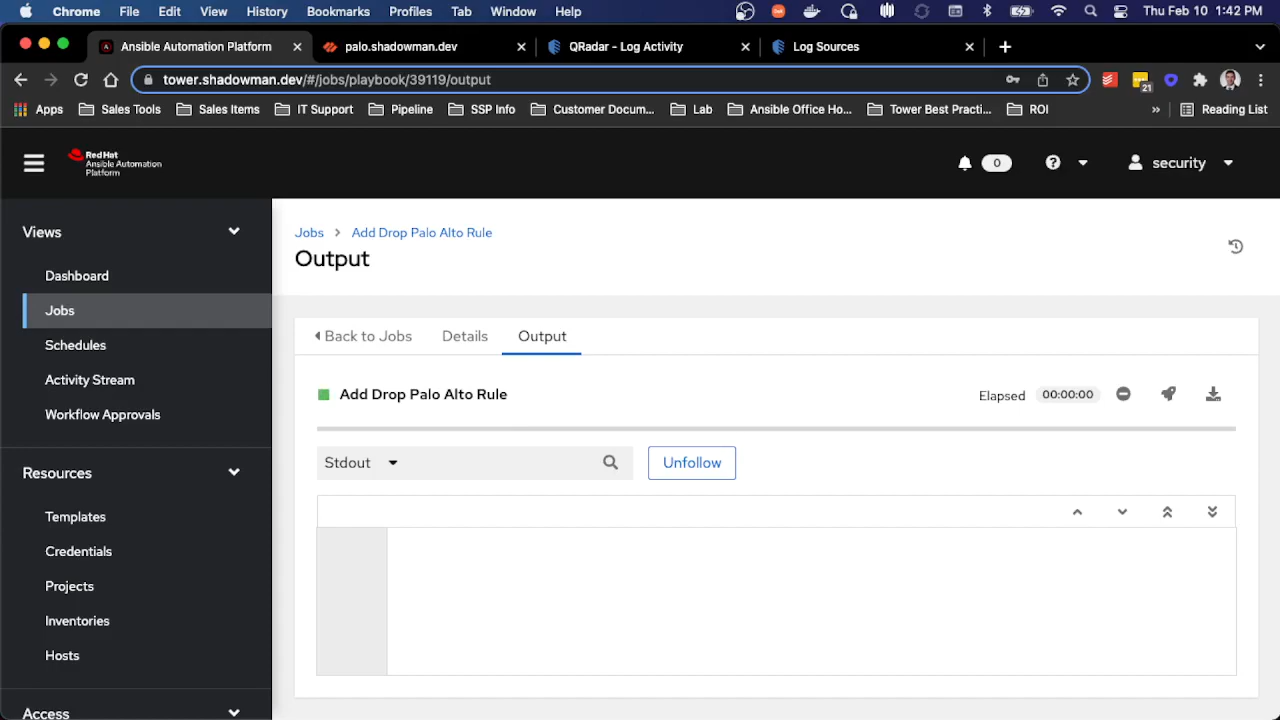 Chrome File Edit View History Bookmarks Profiles Tab Window Help Thu Feb 10 1:42 PM
Ansible Automation Platform palo.shadowman.dev QRadar - Log Activity Log Sources
tower.shadowman.dev/#/jobs/playbook/39119/output 21
Apps Sales Tools Sales Items IT Support Pipeline SSP Info Customer Docum... Lab Ansible Office Ho... Tower Best Practi... ROI » Reading List
Red Hat
Ansible Automation
Platform
0 security
Views
Dashboard
Jobs
Schedules
Activity Stream
Workflow Approvals
Resources
Templates
Credentials
Projects
Inventories
Hosts
Access
Jobs > Add Drop Palo Alto Rule
Output
Back to Jobs Details Output
Add Drop Palo Alto Rule Elapsed 00:00:00
Stdout Unfollow